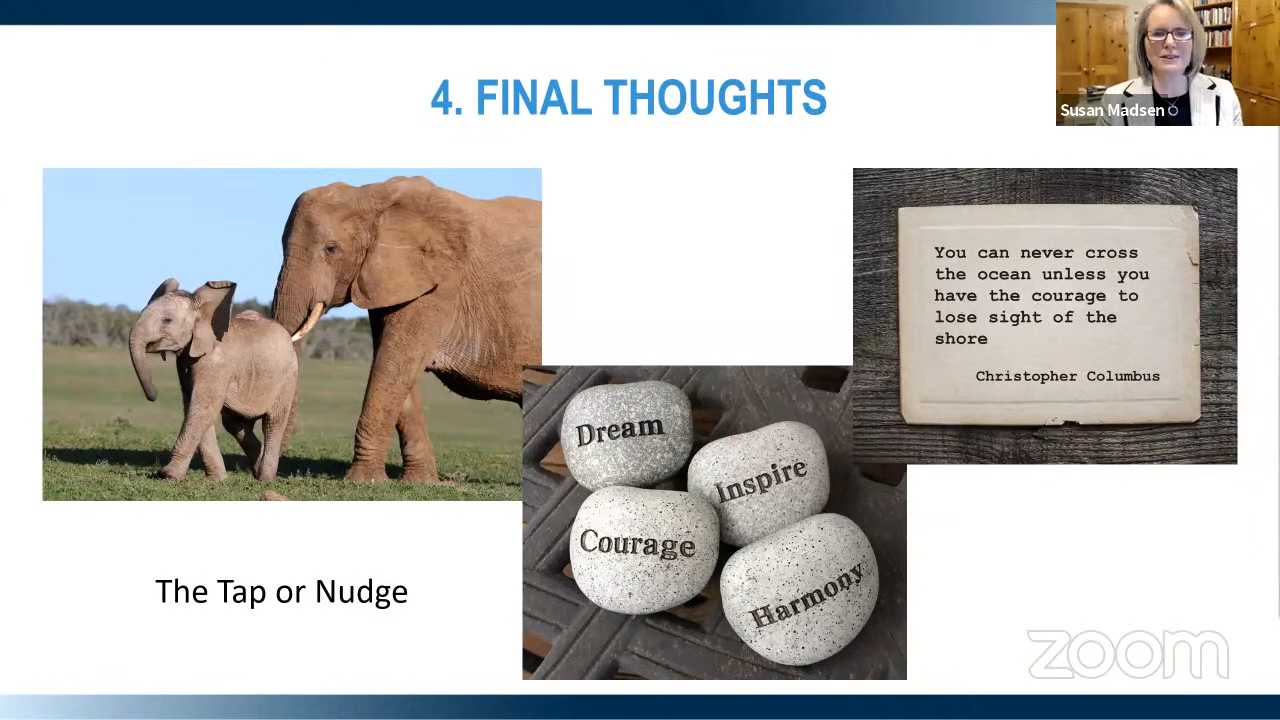 4. FINAL THOUGHTS
Susan Madsen
You can never cross
the ocean unless you
have the courage to
lose sight of the
shore
Christopher Columbus
Dream
Inspire
Courage
Harmony
The Tap or Nudge
zoom